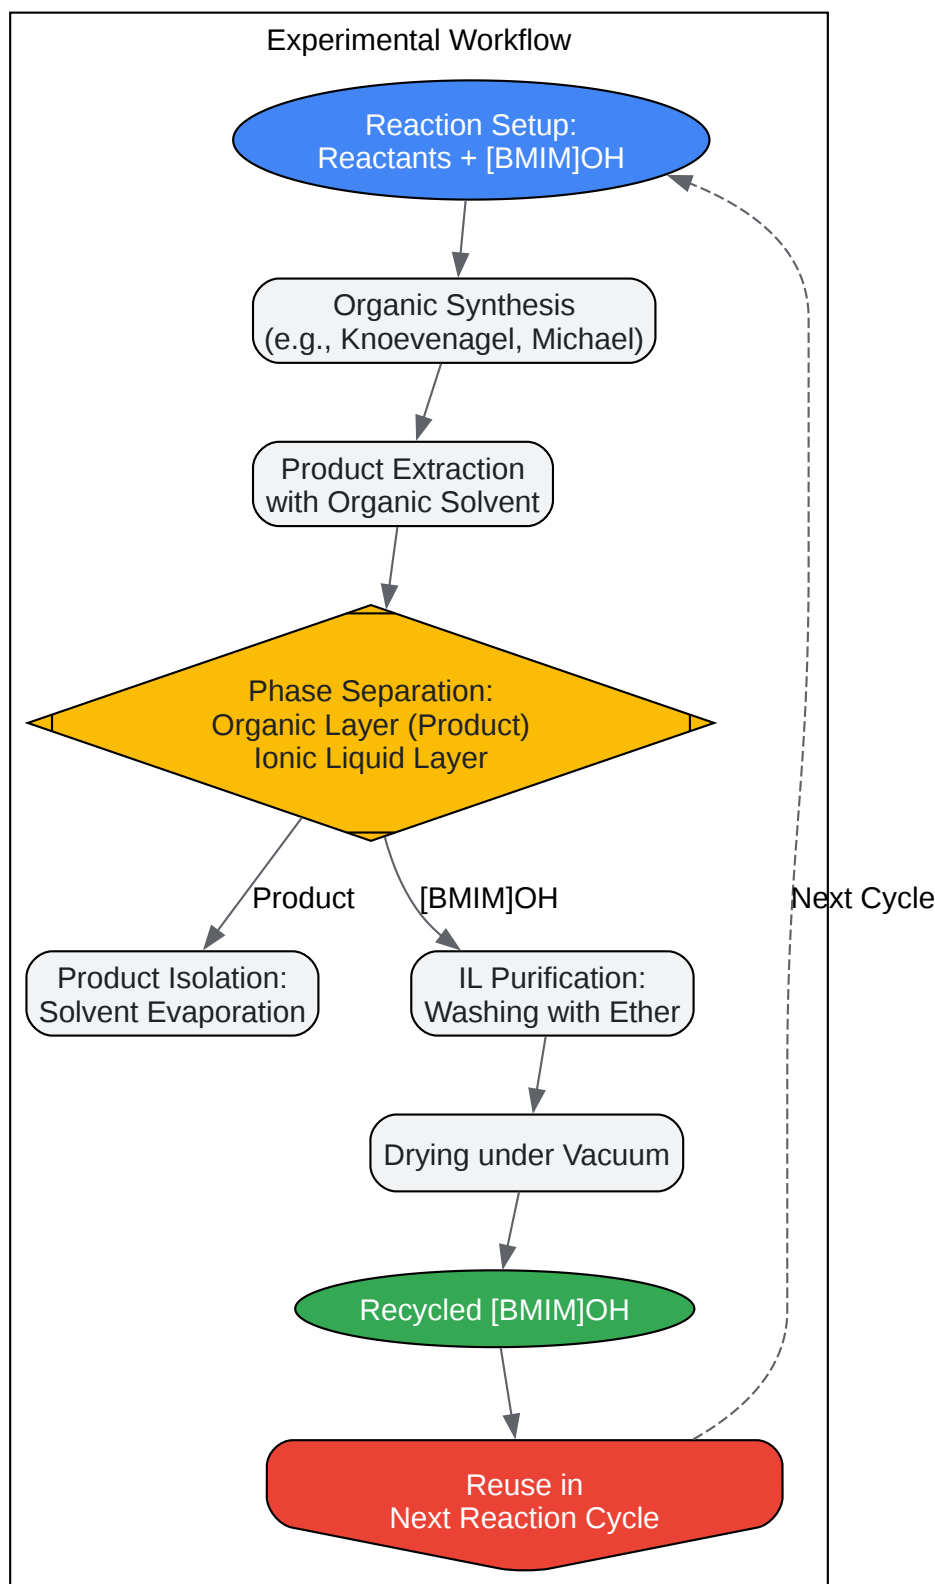 Experimental Workflow
Reaction Setup:
Reactants + [BMIM]OH
Organic Synthesis
(e.g., Knoevenagel, Michael)
Product Extraction
with Organic Solvent
Phase Separation:
Organic Layer (Product)
Ionic Liquid Layer
Product
[BMIM]OH
Next Cycle
Product Isolation:
Solvent Evaporation
IL Purification:
Washing with Ether
Drying under Vacuum
Recycled [BMIM]OH
Reuse in
Next Reaction Cycle